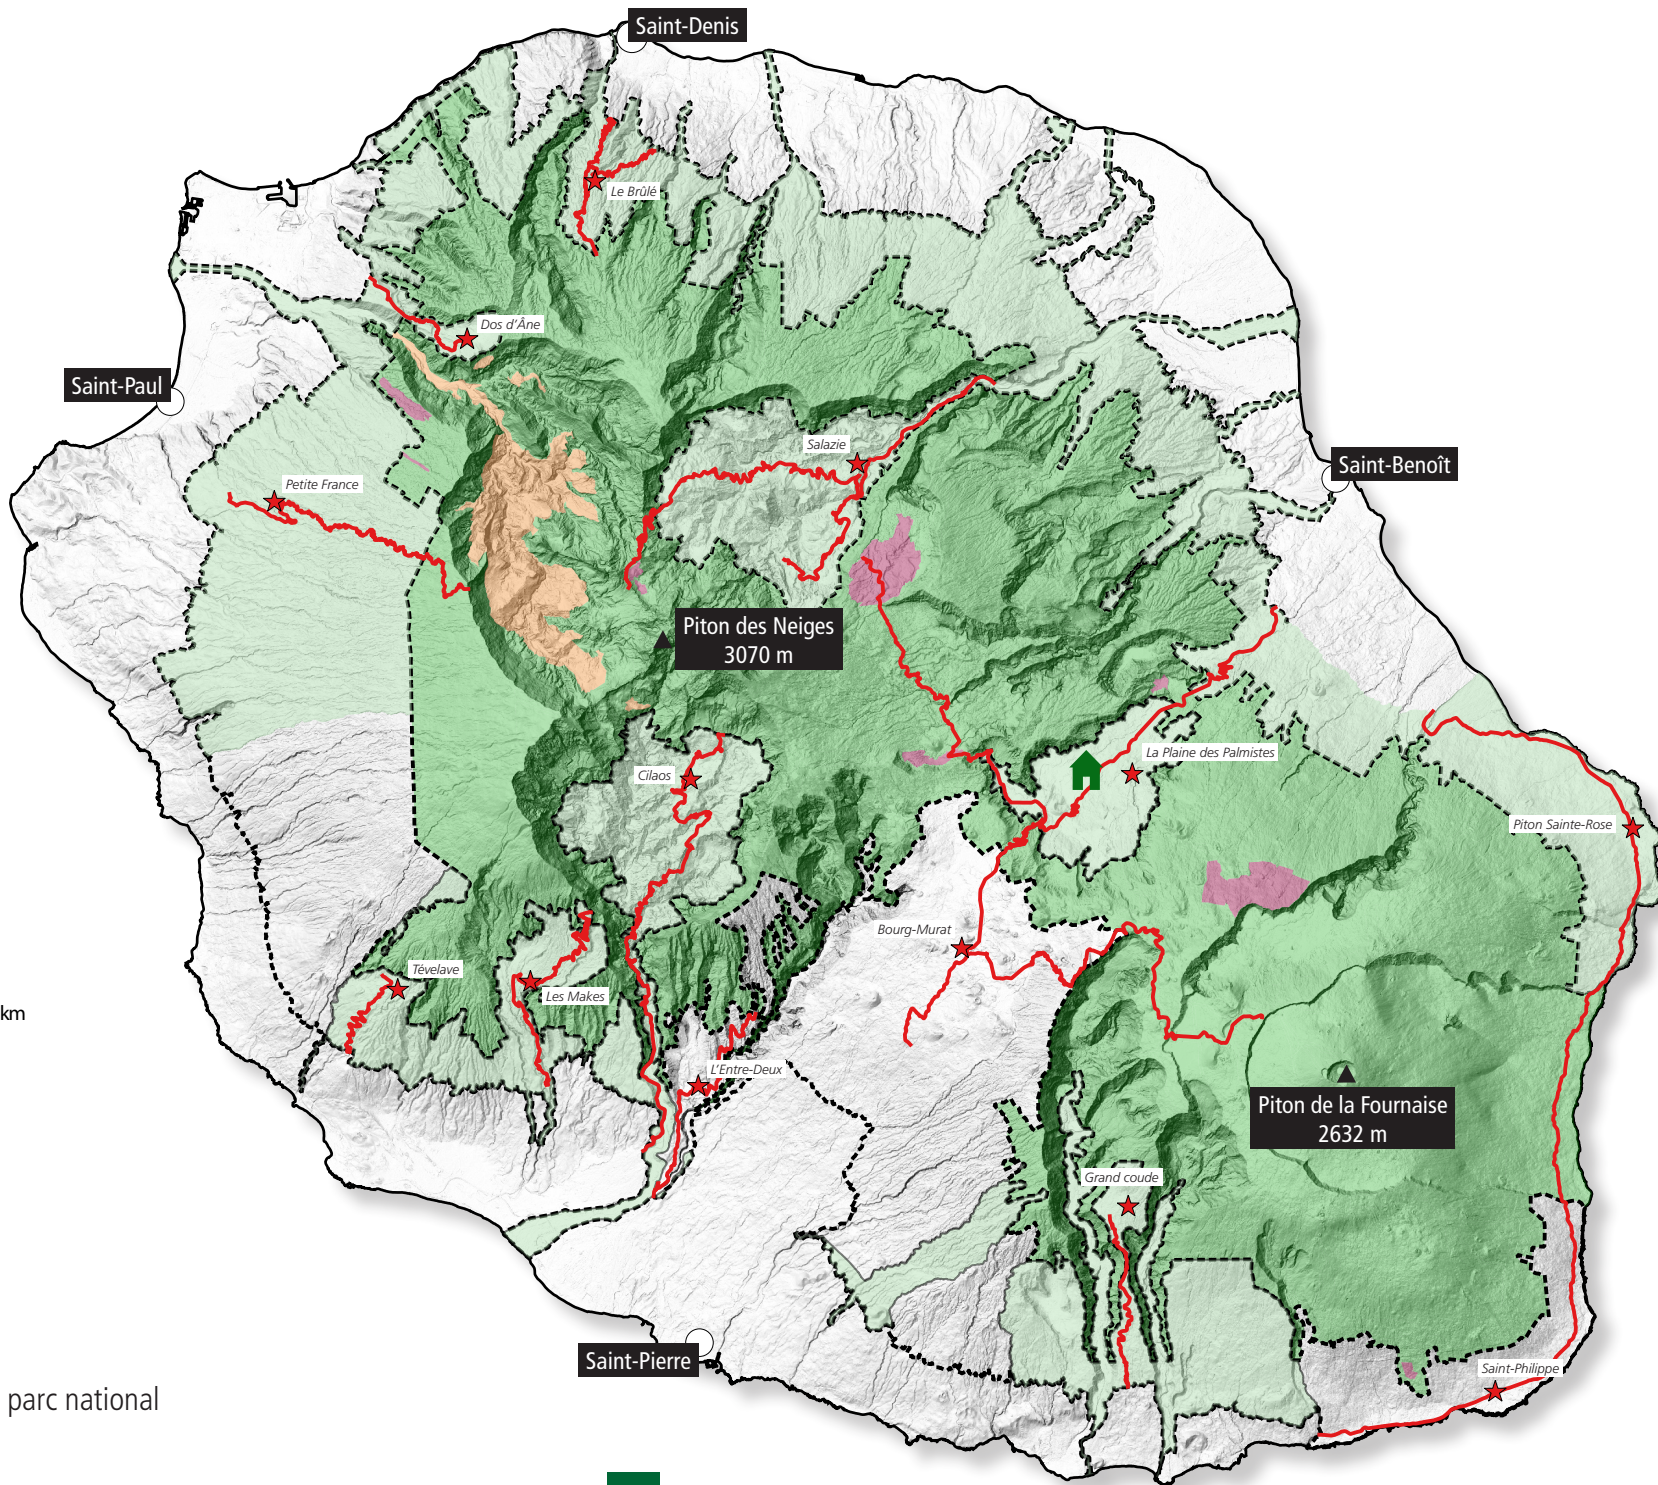 Saint-Denis
Le Brûlé
Dos d'Âne
Saint-Paul
Salazie
Saint-Benoît
Petite France
Piton des Neiges
3070 m
La Plaine des Palmistes
Cilaos
Piton Sainte-Rose
Bourg-Murat
Tévelave
Les Makes
km
L'Entre-Deux
Piton de la Fournaise
2632 m
Grand coude
Saint-Pierre
Saint-Philippe
parc national